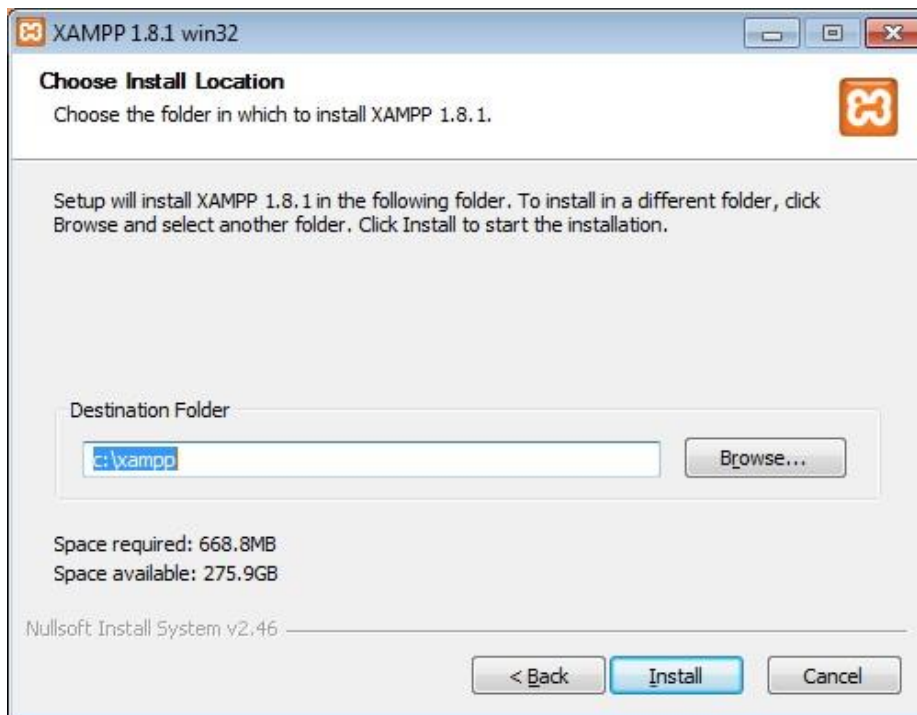 XAMPP 1.8.1 win32
Choose Install Location
Choose the folder in which to install XAMPP 1.8.1.
Setup will install XAMPP 1.8.1 in the following folder. To install in a different folder, click
Browse and select another folder. Click Install to start the installation.
Destination Folder
c:\xampp
Browse...
Space required: 668.8MB
Space available: 275.9GB
Nullsoft Install System v2.46
< Back
Install
Cancel